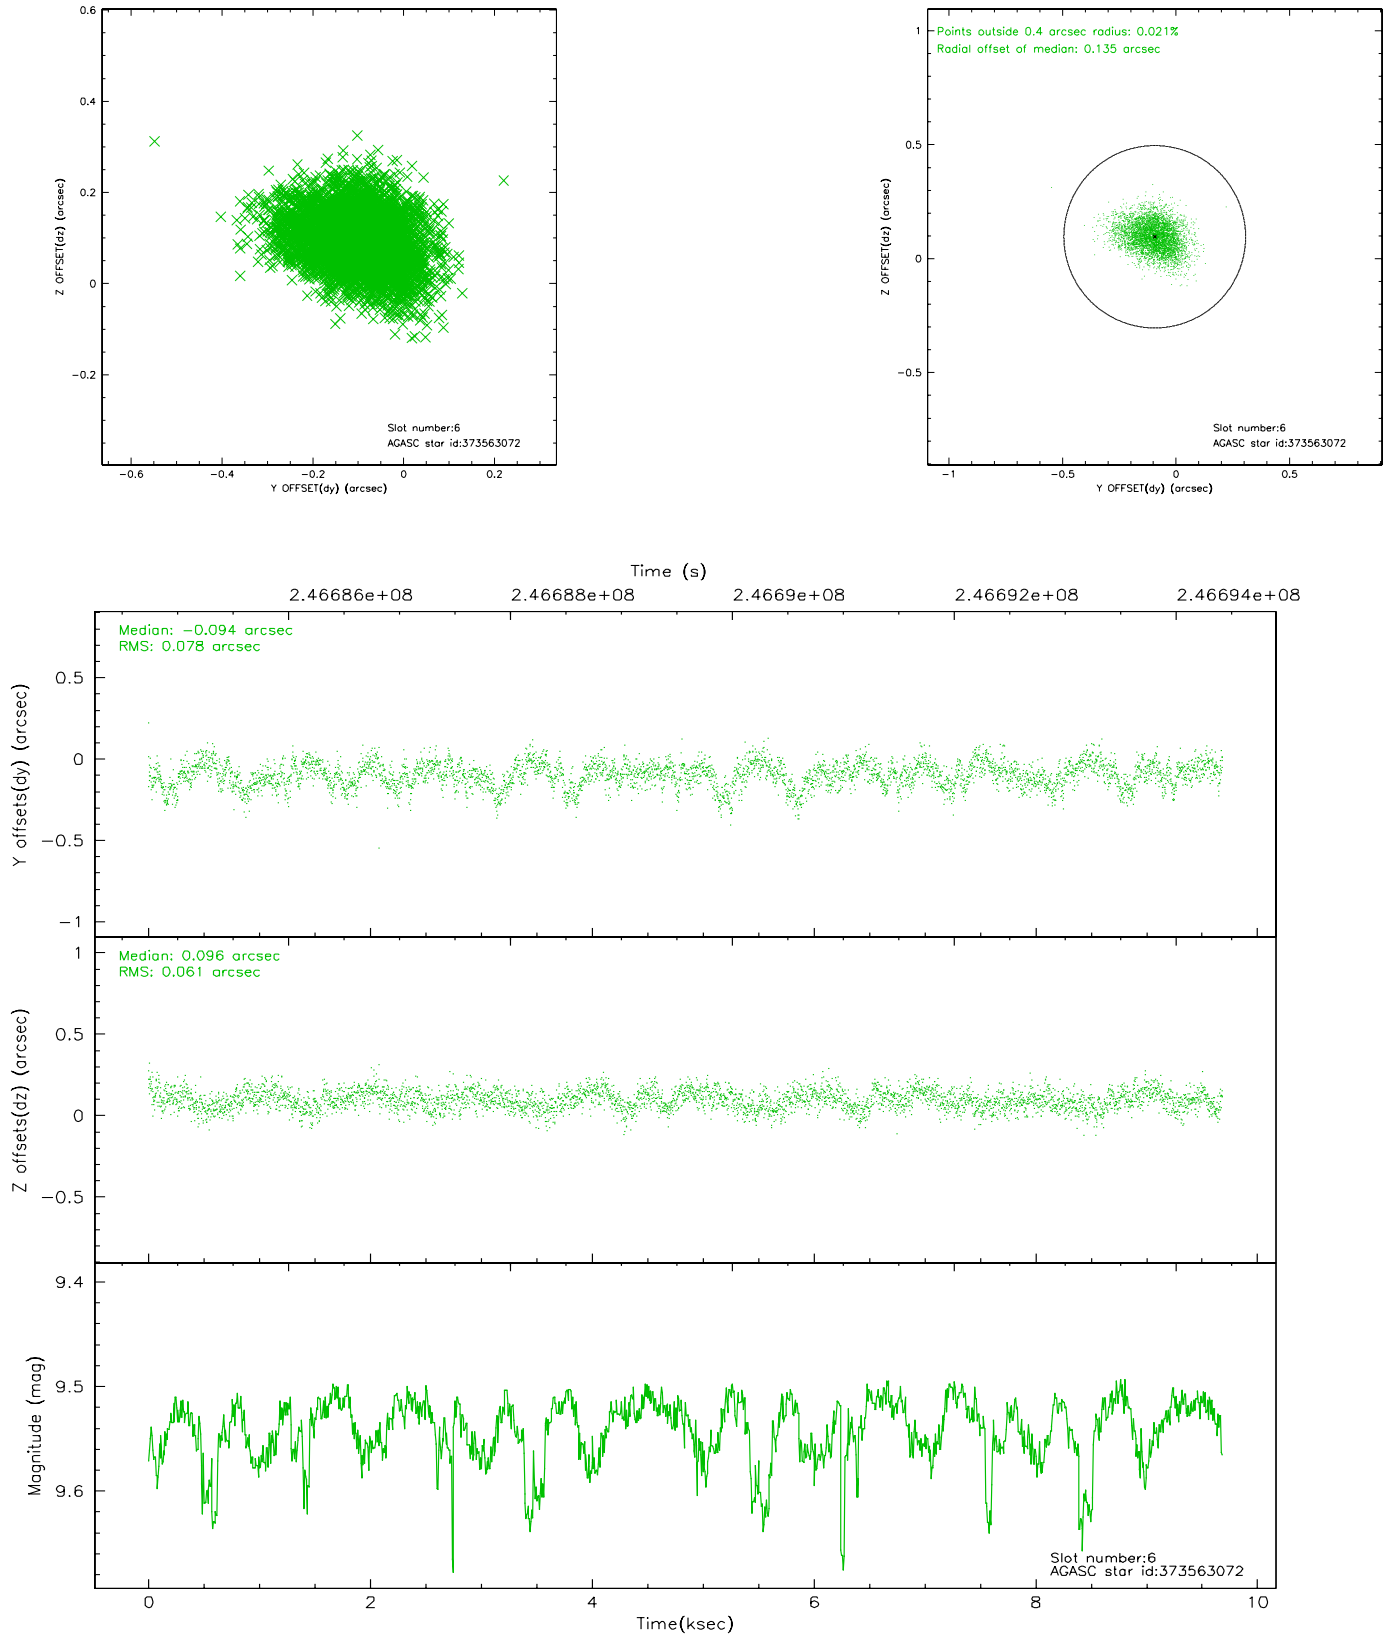 0.6
0.4
0.2
0
−0.2
−0.6
−0.4
−0.2
0
0.2
Z OFFSET(dz) (arcsec)
Y OFFSET(dy) (arcsec)
Slot number:6
AGASC star id:373563072
Points outside 0.4 arcsec radius: 0.021%
Radial offset of median: 0.135 arcsec
1
0.5
0
−0.5
−1
−0.5
0
0.5
Z OFFSET(dz) (arcsec)
Y OFFSET(dy) (arcsec)
Slot number:6
AGASC star id:373563072
Time (s)
2.46686e+08
2.46688e+08
2.4669e+08
2.46692e+08
2.46694e+08
Median: −0.094 arcsec
RMS: 0.078 arcsec
0.5
0
−0.5
−1
Y offsets(dy) (arcsec)
Median: 0.096 arcsec
RMS: 0.061 arcsec
1
0.5
0
−0.5
Z offsets(dz) (arcsec)
9.4
9.5
9.6
Magnitude (mag)
Slot number:6
AGASC star id:373563072
0
2
4
6
8
10
Time(ksec)